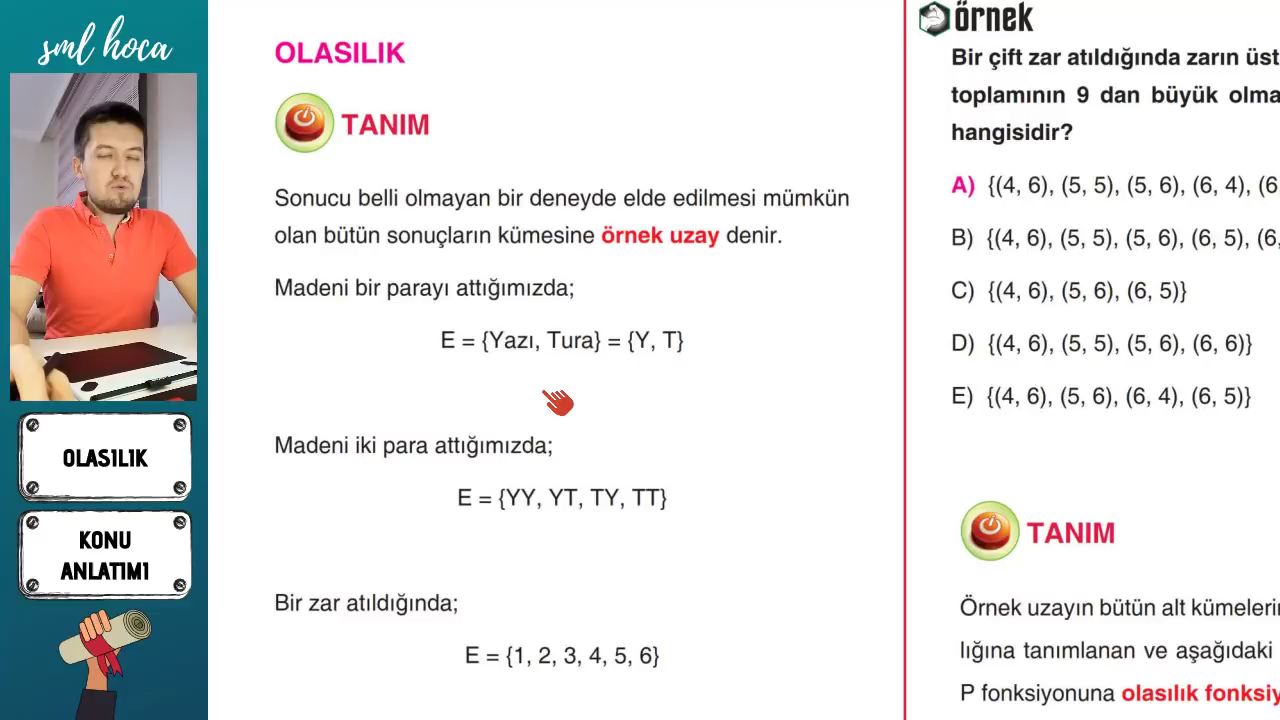 sml hoca
OLASILIK
KONU
ANLATIMI
OLASILIK
TANIM
Sonucu belli olmayan bir deneyde elde edilmesi mümkün
olan bütün sonuçların kümesine örnek uzay denir.
Madeni bir parayı attığımızda;
E = {Yazı, Tura} = {Y, T}
Madeni iki para attığımızda;
E = {YY, YT, TY, TT}
Bir zar atıldığında;
E = {1, 2, 3, 4, 5, 6}
örnek
Bir çift zar atıldığında zarın üst
toplamının 9 dan büyük olma
hangisidir?
A) {(4, 6), (5, 5), (5, 6), (6, 4), (6
B) {(4, 6), (5, 5), (5, 6), (6, 5), (6,
C) {(4, 6), (5, 6), (6, 5)}
D) {(4, 6), (5, 5), (5, 6), (6, 6)}
E) {(4, 6), (5, 6), (6, 4), (6, 5)}
TANIM
Örnek uzayın bütün alt kümelerin
lığına tanımlanan ve aşağıdaki
P fonksiyonuna olasılık fonksiy